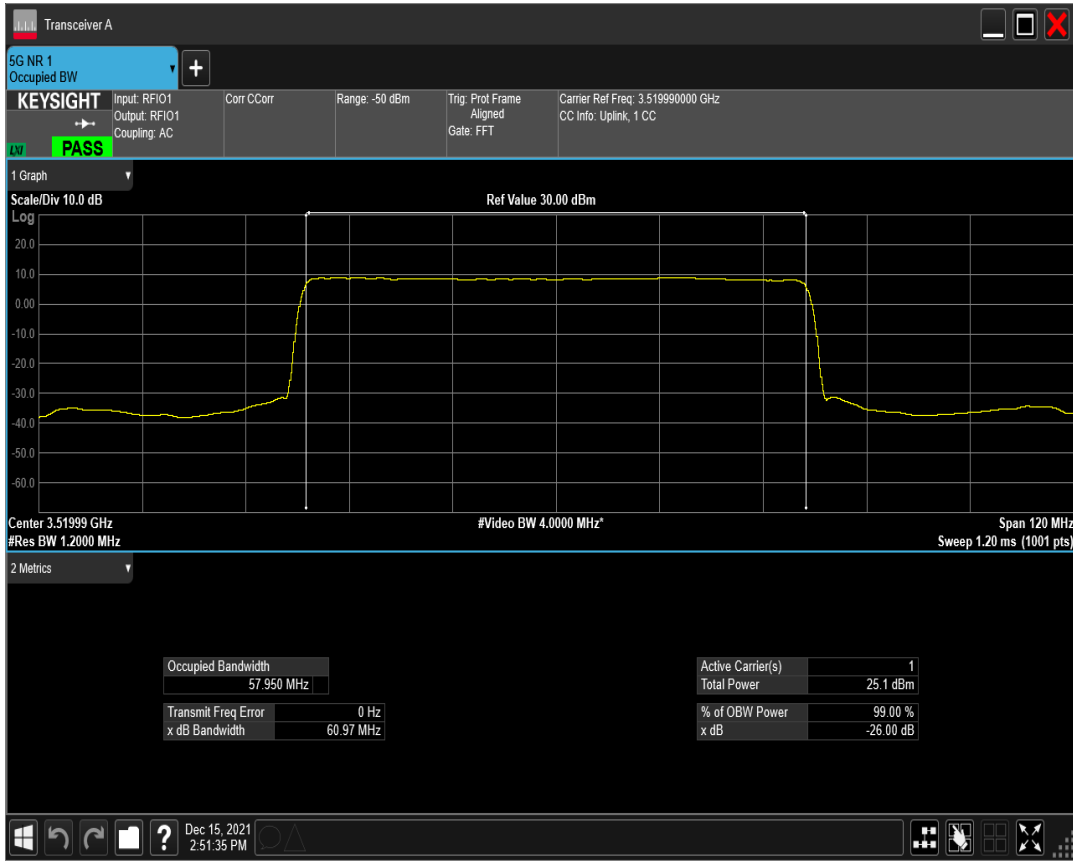 Transceiver A
5G NR 1
Occupied BW
+
KEYSIGHT
LXI
PASS
Input: RFIO1
Output: RFIO1
Coupling: AC
Corr CCorr
Range: -50 dBm
Trig: Prot Frame
Aligned
Gate: FFT
Carrier Ref Freq: 3.519990000 GHz
CC Info: Uplink, 1 CC
1 Graph
Scale/Div 10.0 dB
Ref Value 30.00 dBm
Log
20.0
10.0
0.00
-10.0
-20.0
-30.0
-40.0
-50.0
-60.0
Center 3.51999 GHz
#Video BW 4.0000 MHz*
Span 120 MHz
#Res BW 1.2000 MHz
Sweep 1.20 ms (1001 pts)
2 Metrics
Occupied Bandwidth
57.950 MHz
Transmit Freq Error 0 Hz
x dB Bandwidth 60.97 MHz
Active Carrier(s) 1
Total Power 25.1 dBm
% of OBW Power 99.00 %
x dB -26.00 dB
?
Dec 15, 2021
2:51:35 PM